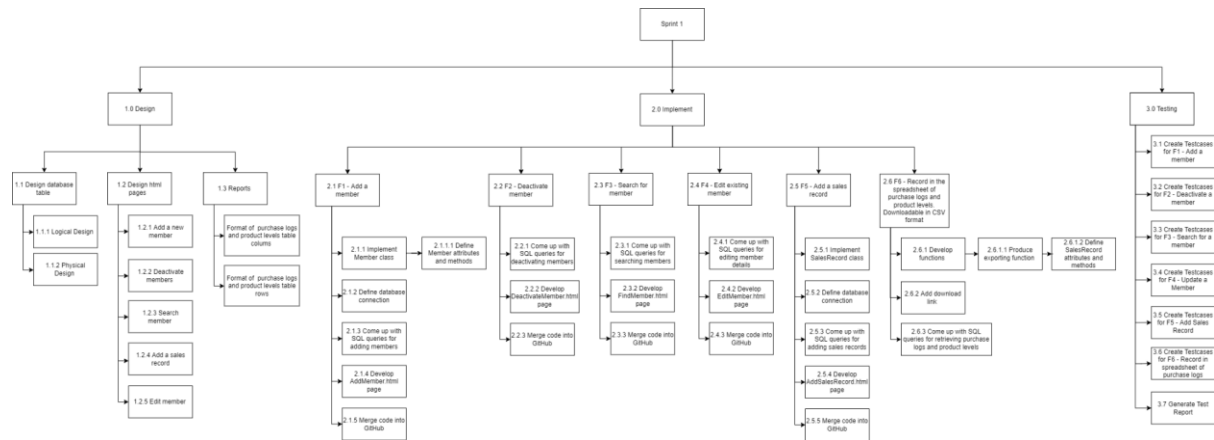 Sprint 1
1.0 Design
2.0 Implement
3.0 Testing
1.1 Design database
table
1.2 Design html
pages
1.3 Reports
2.1 F1 - Add a
member
2.2 F2 - Deactivate
member
2.3 F3 - Search for
member
2.4 F4 - Edit existing
member
2.5 F5 - Add a sales
record
2.6 F6 - Record in the
spreadsheet of
purchase logs and
product levels.
Downloadable in CSV
format
1.1.1 Logical Design
1.1.2 Physical Design
1.2.1 Add a new
member
1.2.2 Deactivate
members
1.2.3 Search
member
1.2.4 Add a sales
record
1.2.5 Edit member
Format of purchase logs
and product levels table
colums
Format of purchase logs
and product levels table
rows
2.1.1 Implement
Member class
2.1.1.1 Define
Member attributes and
methods
2.1.2 Define database
connection
2.1.3 Come up with
SQL queries for
adding members
2.1.4 Develop
AddMember.html
page
2.1.5 Merge code into
GitHub
2.2.1 Come up with
SQL queries for
deactivating members
2.2.2 Develop
DeactivateMember.html
page
2.2.3 Merge code into
GitHub
2.3.1 Come up with
SQL queries for
searching members
2.3.2 Develop
FindMember.html
page
2.3.3 Merge code into
GitHub
2.4.1 Come up with
SQL queries for
editing member
details
2.4.2 Develop
EditMember.html
page
2.4.3 Merge code into
GitHub
2.5.1 Implement
SalesRecord class
2.5.2 Define database
connection
2.5.3 Come up with
SQL queries for
adding sales records
2.5.4 Develop
AddSalesRecord.html
page
2.5.5 Merge code into
GitHub
2.6.1 Develop
functions
2.6.1.1 Produce
exporting function
2.6.1.2 Define
SalesRecord
attributes and
methods
2.6.2 Add download
link
2.6.3 Come up with SQL
queries for retrieving purchase
logs and product levels
3.1 Create Testcases
for F1 - Add a
member
3.2 Create Testcases
for F2 - Deactivate a
member
3.3 Create Testcases
for F3 - Search for a
member
3.4 Create Testcases
for F4 - Update a
Member
3.5 Create Testcases
for F5 - Add Sales
Record
3.6 Create Testcases
for F6 - Record in
spreadsheet of
purchase logs
3.7 Generate Test
Report